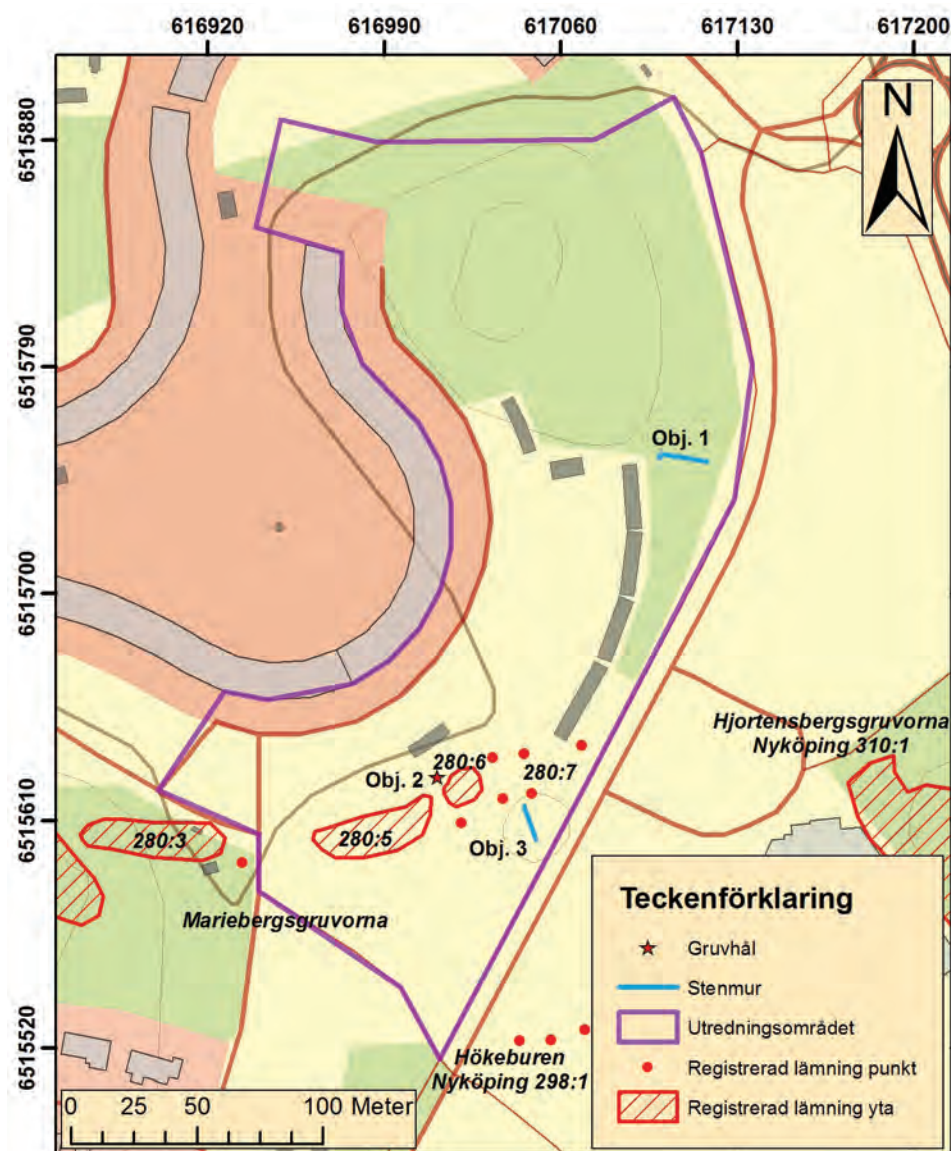 616920 616990 617060 617130 617200
6515880
6515790
6515700
6515610
6515520
N
Obj. 1
Hjortensbergsgruvorna
Nyköping 310:1
280:6
280:7
Obj. 2
280:3
280:5
Obj. 3
Mariebergsgruvorna
Hökeburen
Nyköping 298:1
Teckenförklaring
Gruvhål
Stenmur
Utredningsområdet
Registrerad lämning punkt
Registrerad lämning yta
0 25 50 100 Meter